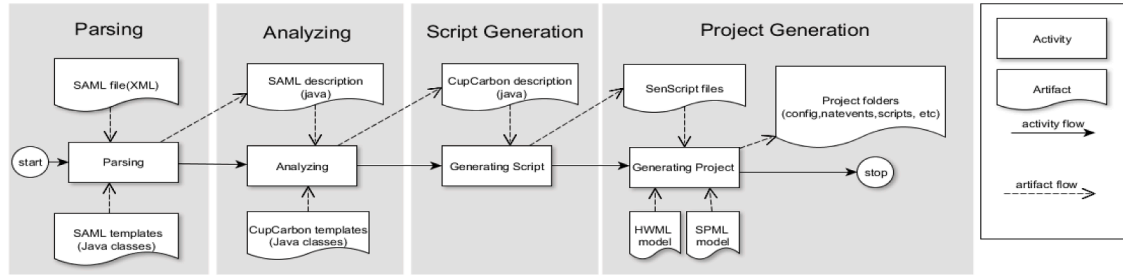 Parsing
Analyzing
Script Generation
Project Generation
SAML file(XML)
SAML description
(java)
CupCarbon description
(java)
SenScript files
Project folders
(config,natevents,scripts, etc)
start
Parsing
Analyzing
Generating Script
Generating Project
stop
SAML templates
(Java classes)
CupCarbon templates
(Java classes)
HWML
model
SPML
model
Activity
Artifact
activity flow
artifact flow